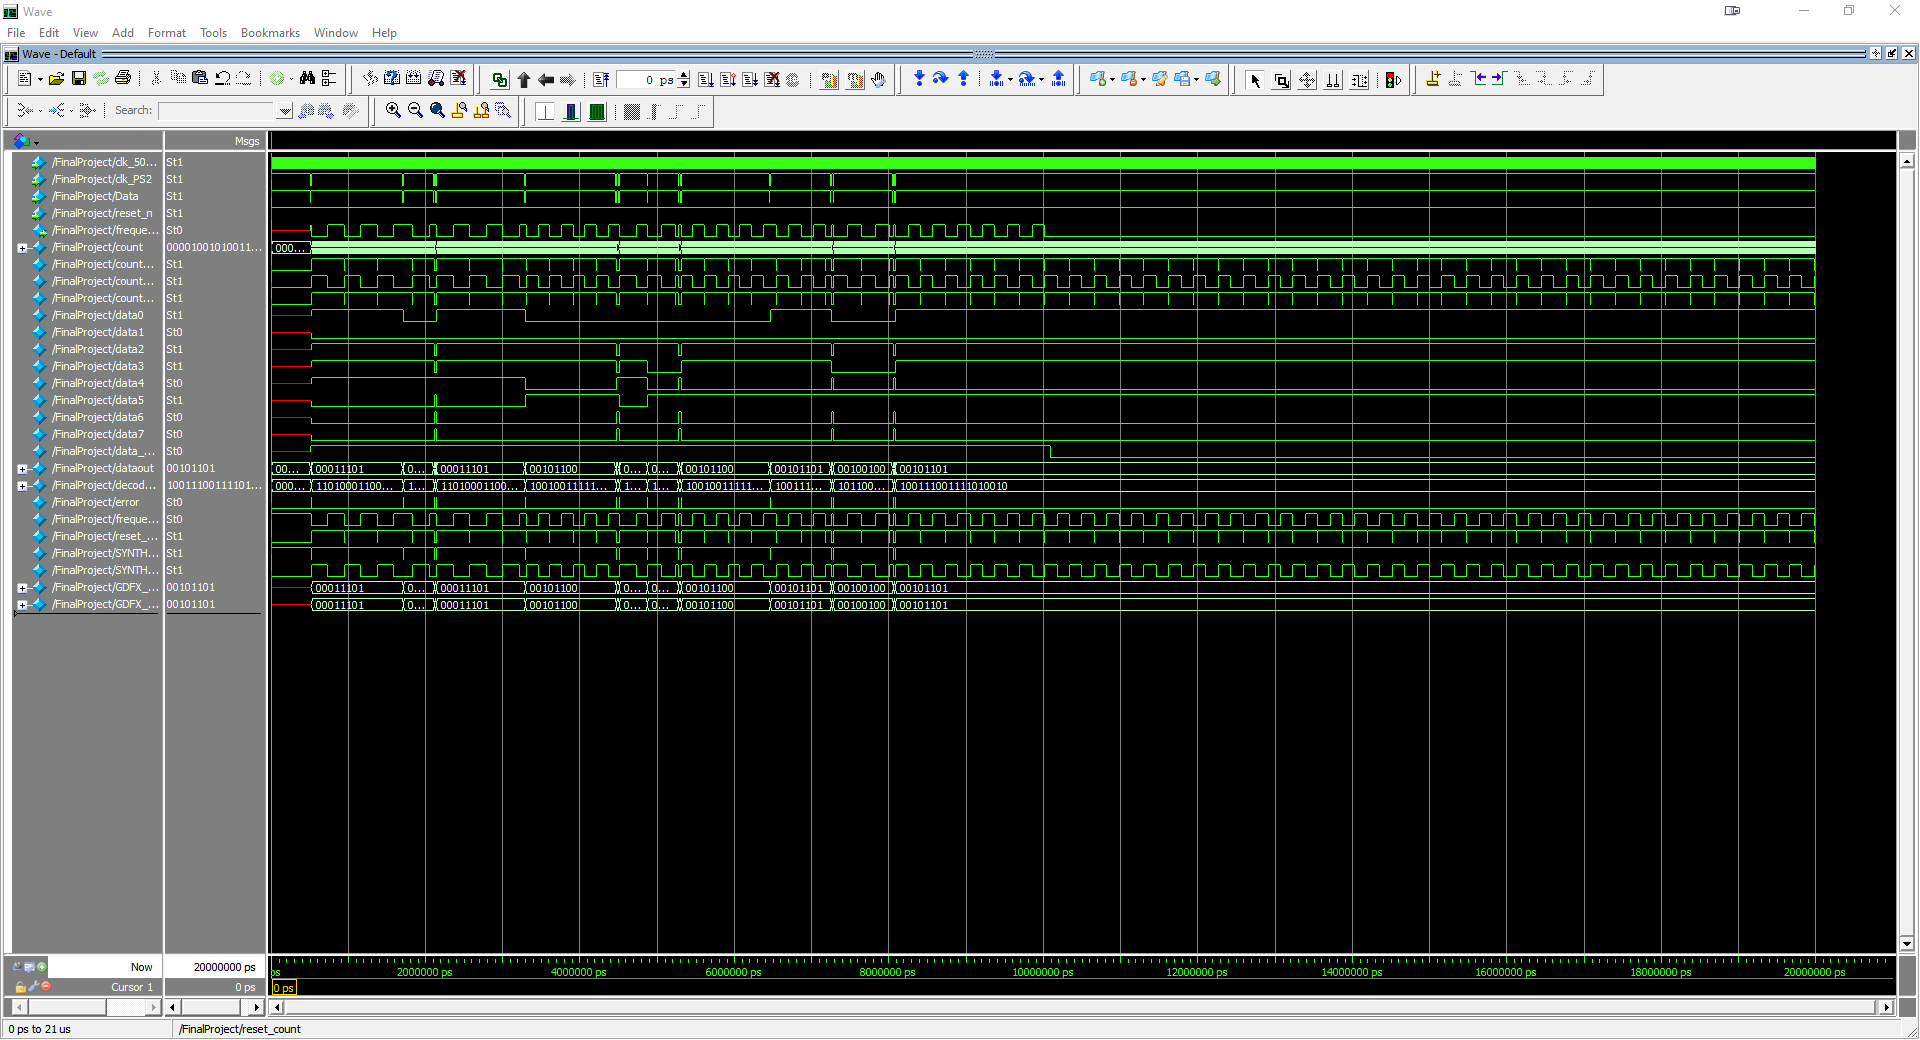 Wave
File Edit View Add Format Tools Bookmarks Window Help
Wave - Default
0 ps
Search:
Msgs
/FinalProject/clk_50... St1
/FinalProject/clk_PS2 St1
/FinalProject/Data St1
/FinalProject/reset_n St1
/FinalProject/freque... St0
/FinalProject/count 00001001010011... 000...
/FinalProject/count... St1
/FinalProject/count... St1
/FinalProject/count... St1
/FinalProject/data0 St1
/FinalProject/data1 St0
/FinalProject/data2 St1
/FinalProject/data3 St1
/FinalProject/data4 St0
/FinalProject/data5 St1
/FinalProject/data6 St0
/FinalProject/data7 St0
/FinalProject/data_... St0
/FinalProject/dataout 00101101 00... 00011101 0... 00011101 00101100 0... 0... 00101100 00101101 00100100 00101101
/FinalProject/decod... 10011100111101... 000... 11010001100... 1... 11010001100... 10010011111... 1... 1... 10010011111... 100111... 101100... 100111001111010010
/FinalProject/error St0
/FinalProject/freque... St0
/FinalProject/reset_... St1
/FinalProject/SYNTH... St1
/FinalProject/SYNTH... St1
/FinalProject/GDFX_... 00101101 00011101 0... 00011101 00101100 0... 0... 00101100 00101101 00100100 00101101
/FinalProject/GDFX_... 00101101 00011101 0... 00011101 00101100 0... 0... 00101100 00101101 00100100 00101101
Now 20000000 ps ps 2000000 ps 4000000 ps 6000000 ps 8000000 ps 10000000 ps 12000000 ps 14000000 ps 16000000 ps 18000000 ps 20000000 ps
Cursor 1 0 ps 0 ps
0 ps to 21 us /FinalProject/reset_count